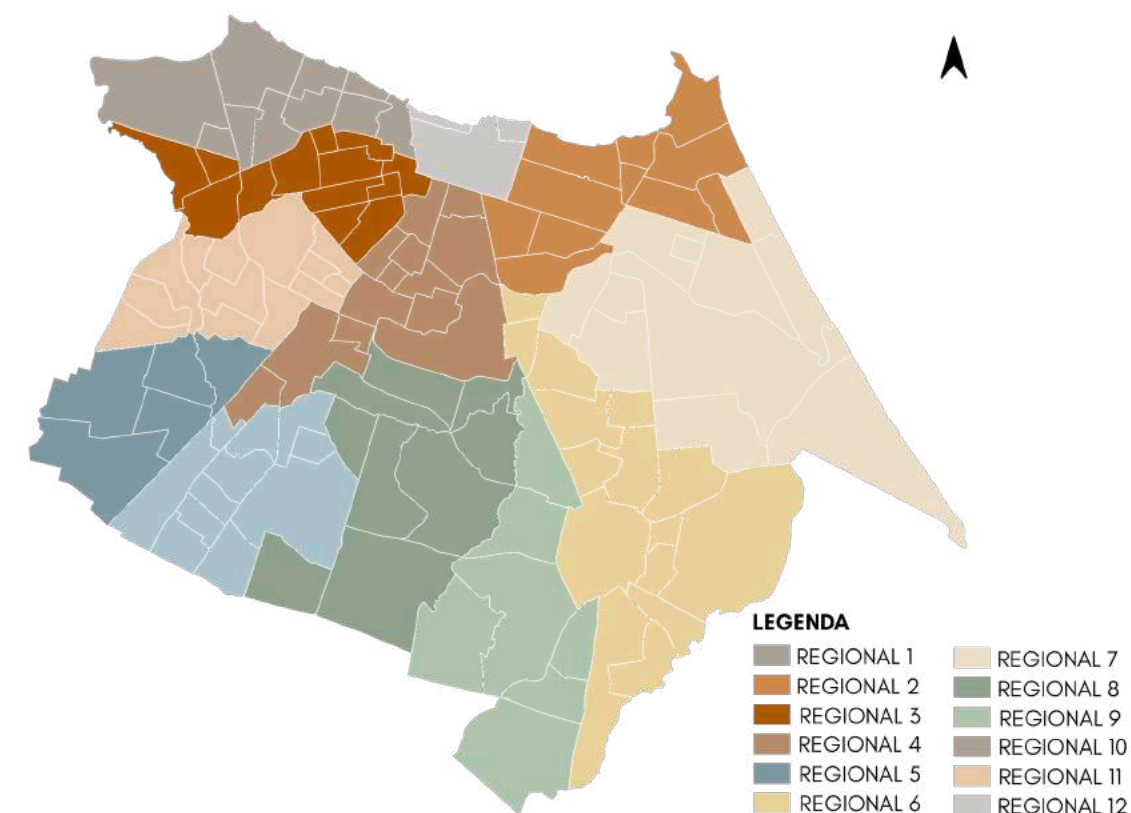 LEGENDA
REGIONAL 1
REGIONAL 2
REGIONAL 3
REGIONAL 4
REGIONAL 5
REGIONAL 6
REGIONAL 7
REGIONAL 8
REGIONAL 9
REGIONAL 10
REGIONAL 11
REGIONAL 12